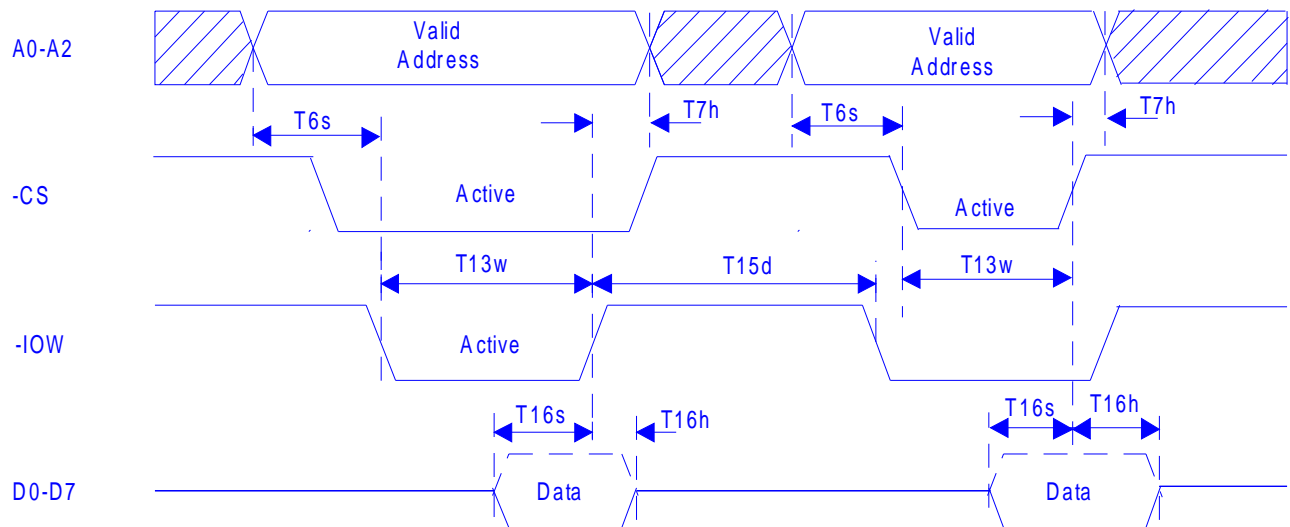 A0-A2
Valid
Address
Valid
Address
T6s
T7h
T6s
T7h
-CS
Active
Active
T13w
T15d
T13w
-IOW
Active
T16s
T16h
T16s
T16h
D0-D7
Data
Data